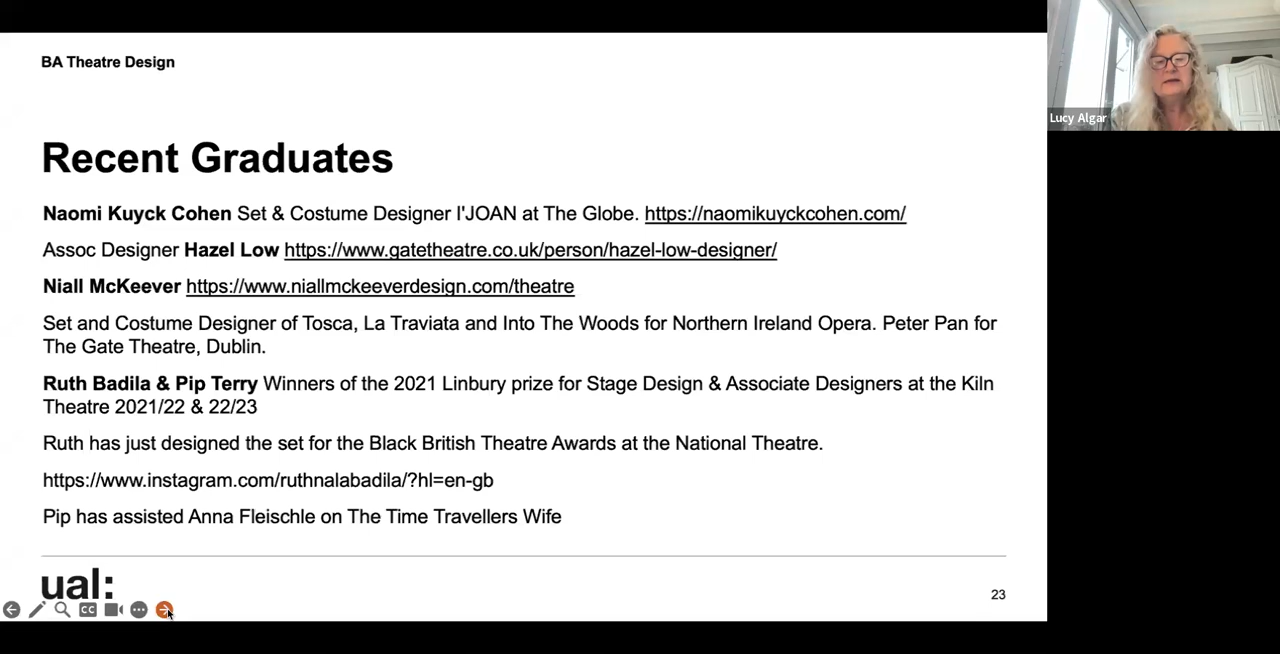 BA Theatre Design
Lucy Algar
Recent Graduates
Naomi Kuyck Cohen Set & Costume Designer I'JOAN at The Globe. https://naomikuyckcohen.com/
Assoc Designer Hazel Low https://www.gatetheatre.co.uk/person/hazel-low-designer/
Niall McKeever https://www.niallmckeeverdesign.com/theatre
Set and Costume Designer of Tosca, La Traviata and Into The Woods for Northern Ireland Opera. Peter Pan for
The Gate Theatre, Dublin.
Ruth Badila & Pip Terry Winners of the 2021 Linbury prize for Stage Design & Associate Designers at the Kiln
Theatre 2021/22 & 22/23
Ruth has just designed the set for the Black British Theatre Awards at the National Theatre.
https://www.instagram.com/ruthnalabadila/?hl=en-gb
Pip has assisted Anna Fleischle on The Time Travellers Wife
ual:
CC
23